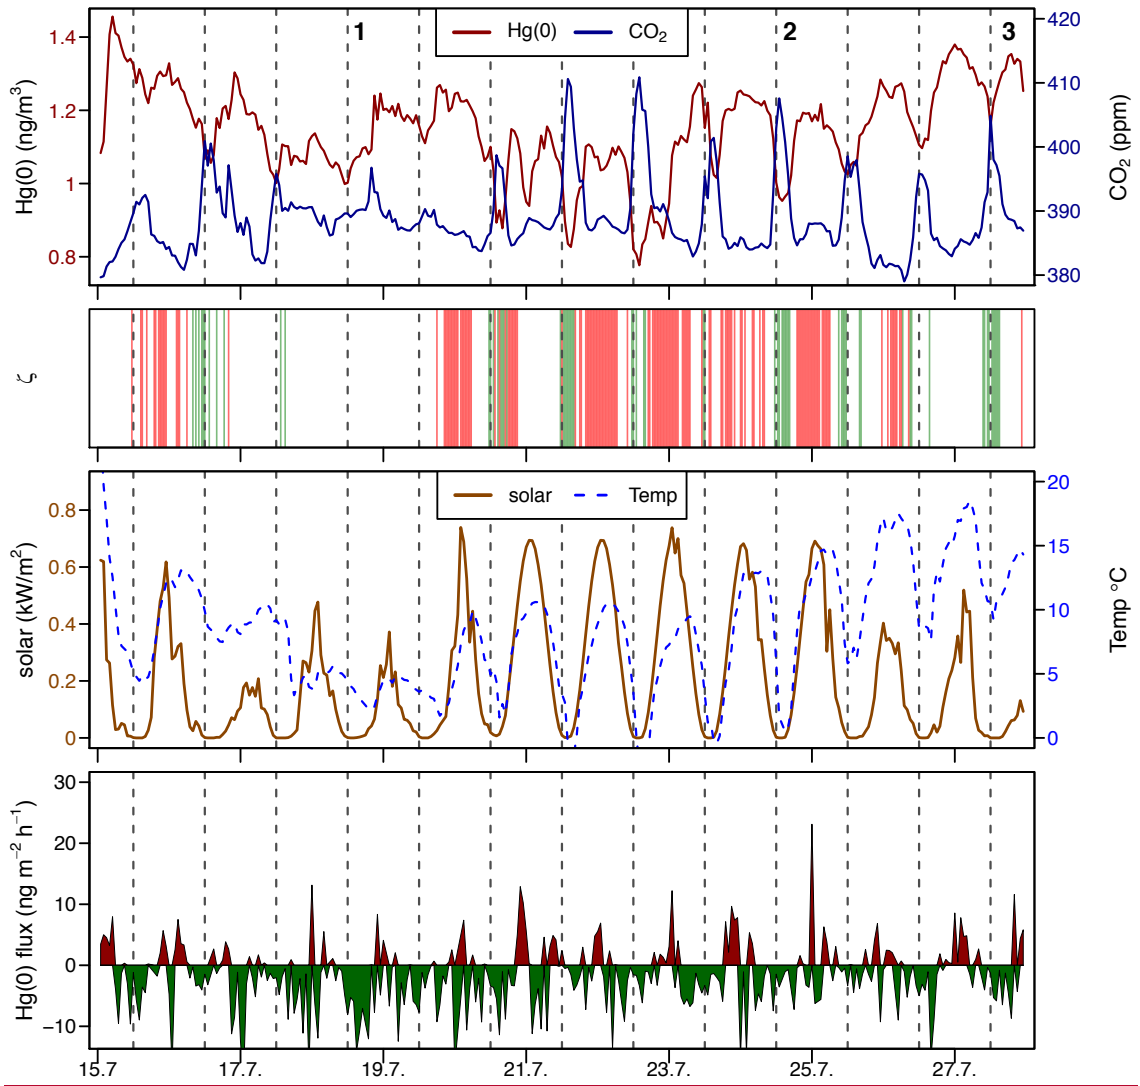 1 2 3
Hg(0) CO₂
1.4
1.2
1
0.8
Hg(0) (ng/m³)
420
410
400
390
380
CO₂ (ppm)
ζ
solar Temp
0.8
0.6
0.4
0.2
0
solar (kW/m²)
20
15
10
5
0
Temp °C
30
20
10
0
−10
Hg(0) flux (ng m⁻² h⁻¹)
15.7. 17.7. 19.7. 21.7. 23.7. 25.7. 27.7.